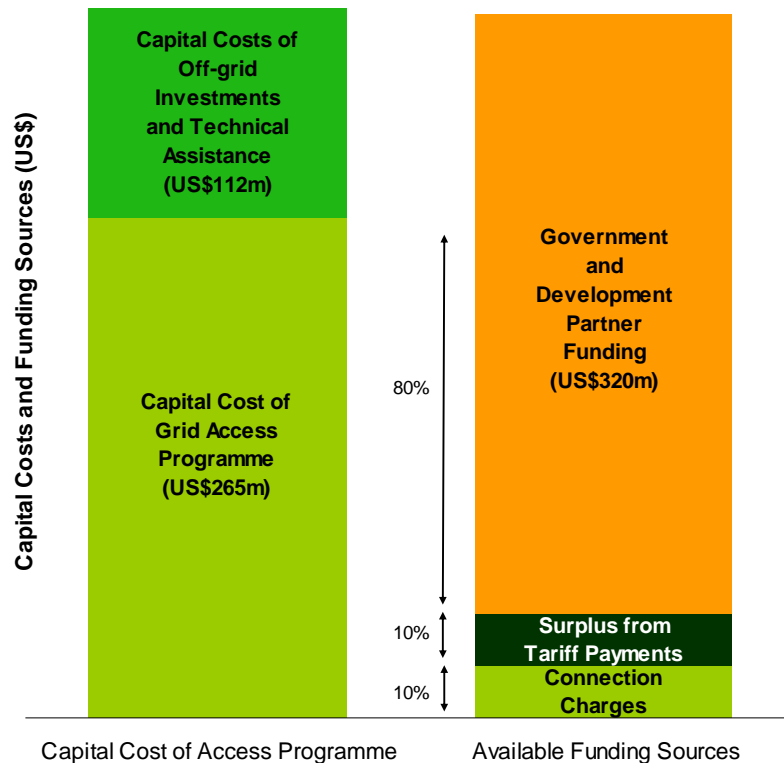 Capital Costs and Funding Sources (US$)
Capital Costs of
Off-grid
Investments
and Technical
Assistance
(US$112m)
Capital Cost of
Grid Access
Programme
(US$265m)
80%
10%
10%
Government
and
Development
Partner
Funding
(US$320m)
Surplus from
Tariff Payments
Connection
Charges
Capital Cost of Access Programme
Available Funding Sources